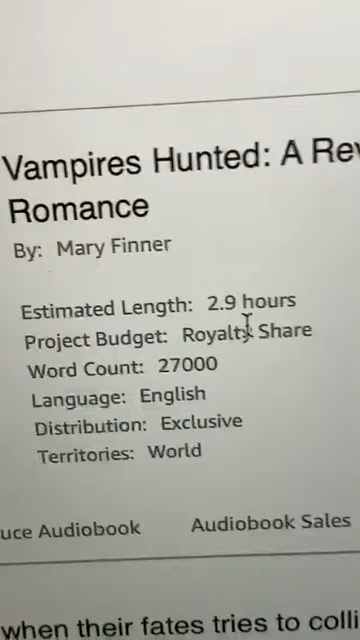 Vampires Hunted: A Rev
Romance
By: Mary Finner
Estimated Length: 2.9 hours
Project Budget: Royalty Share
Word Count: 27000
Language: English
Distribution: Exclusive
Territories: World
uce Audiobook Audiobook Sales
when their fates tries to colli